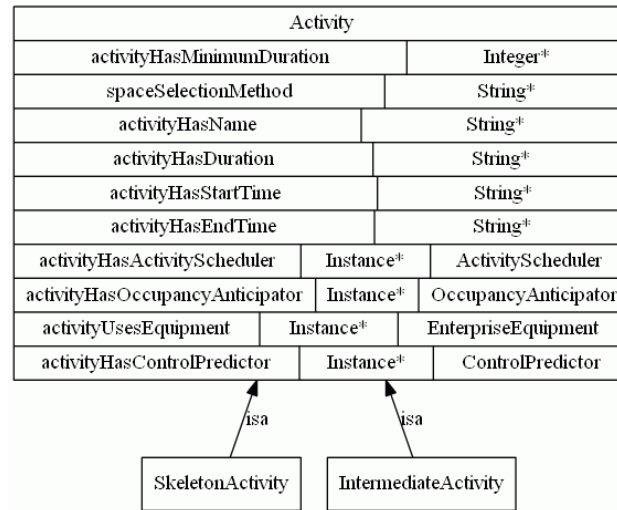 Activity
activityHasMinimumDuration Integer*
spaceSelectionMethod String*
activityHasName String*
activityHasDuration String*
activityHasStartTime String*
activityHasEndTime String*
activityHasActivityScheduler Instance* ActivityScheduler
activityHasOccupancyAnticipator Instance* OccupancyAnticipator
activityUsesEquipment Instance* EnterpriseEquipment
activityHasControlPredictor Instance* ControlPredictor
isa isa
SkeletonActivity IntermediateActivity